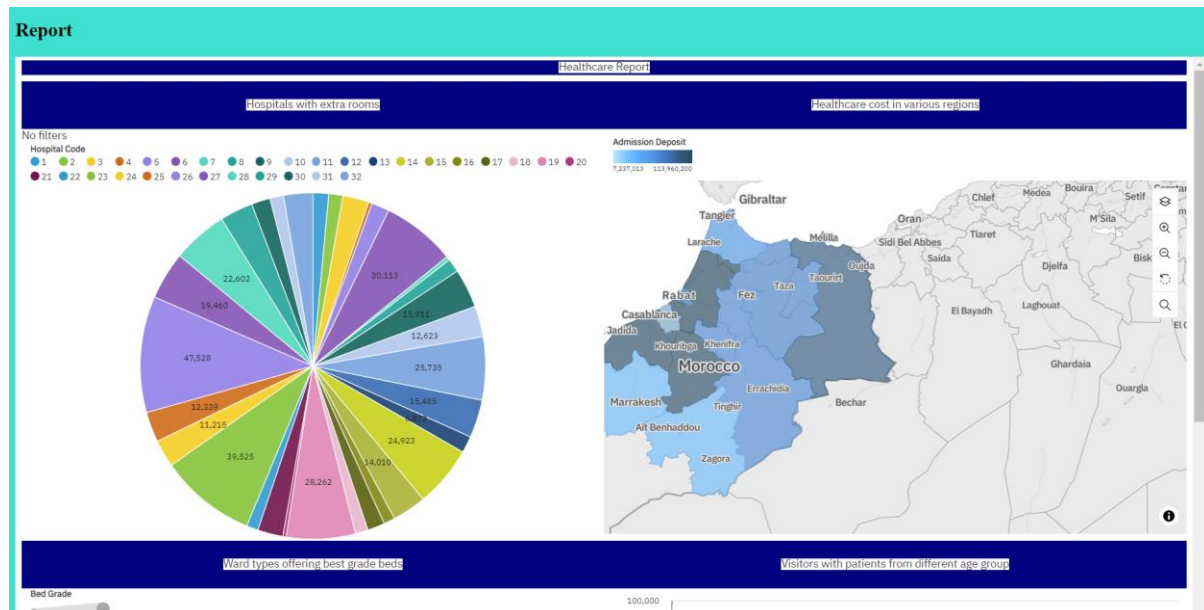 Report
Healthcare Report
Hospitals with extra rooms
Healthcare cost in various regions
No filters
Hospital Code
1 2 3 4 5 6 7 8 9 10 11 12 13 14 15 16 17 18 19 20
21 22 23 24 25 26 27 28 29 30 31 32
30,113
15,911
12,623
25,735
15,485
24,923
14,010
28,262
39,525
11,215
12,339
47,528
19,460
22,602
Admission Deposit
7,237,013 113,960,200
Gibraltar
Tangier
Larache
Melilla
Oran
Chlef
Medea
Bouira
Setif
M'Sila
Sidi Bel Abbes
Tiaret
Saida
Djelfa
Bisk
Oujda
Taourirt
Taza
Fez
Rabat
Casablanca
Jadida
Khouribga
Khenifra
Morocco
El Bayadh
Laghouat
Ghardaia
Ouargla
Errachidia
Marrakesh
Tinghir
Bechar
Aït Benhaddou
Zagora
Ward types offering best grade beds
Visitors with patients from different age group
Bed Grade
100,000